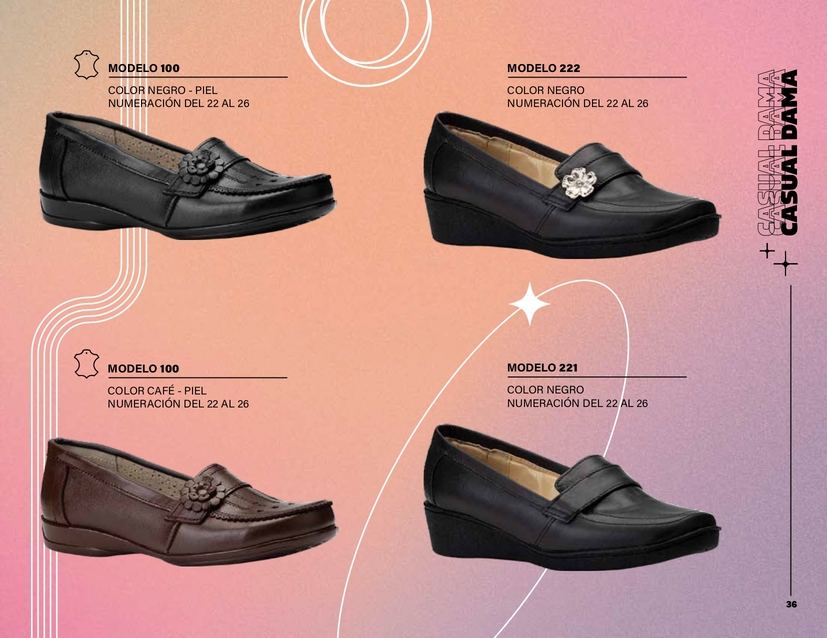 MODELO 100
COLOR NEGRO - PIEL
NUMERACIÓN DEL 22 AL 26
MODELO 222
COLOR NEGRO
NUMERACIÓN DEL 22 AL 26
MODELO 100
COLOR CAFÉ - PIEL
NUMERACIÓN DEL 22 AL 26
MODELO 221
COLOR NEGRO
NUMERACIÓN DEL 22 AL 26
CASUAL DAMA
CASUAL DAMA
36